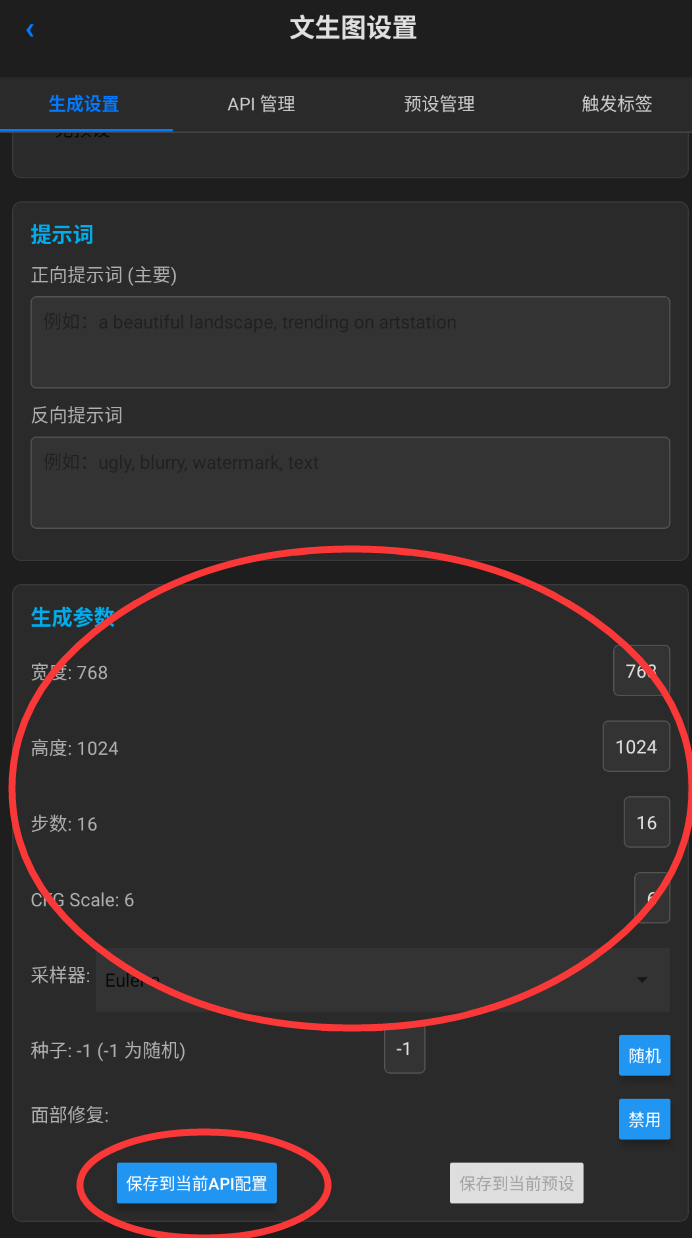 文生图设置
生成设置 API 管理 预设管理 触发标签
无预设
提示词
正向提示词 (主要)
例如：a beautiful landscape, trending on artstation
反向提示词
例如：ugly, blurry, watermark, text
生成参数
宽度: 768 768
高度: 1024 1024
步数: 16 16
CFG Scale: 6 6
采样器: Euler a
种子: -1 (-1 为随机) -1 随机
面部修复: 禁用
保存到当前API配置 保存到当前预设